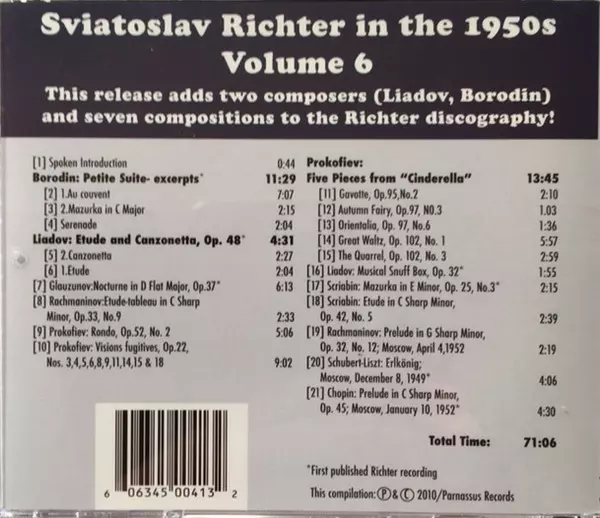 Sviatoslav Richter in the 1950s
Volume 6
This release adds two composers (Liadov, Borodin)
and seven compositions to the Richter discography!
[1] Spoken Introduction 0:44
Borodin: Petite Suite- excerpts* 11:29
[2] 1.Au couvent 7:07
[3] 2.Mazurka in C Major 2:15
[4] Serenade 2:04
Liadov: Etude and Canzonetta, Op. 48* 4:31
[5] 2.Canzonetta 2:27
[6] 1.Etude 2:04
[7] Glauzunov:Nocturne in D Flat Major, Op.37* 6:13
[8] Rachmaninow:Etude-tableau in C Sharp
Minor, Op.33, No.9 2:33
[9] Prokofiev: Rondo, Op.52, No. 2 5:06
[10] Prokofiev: Visions fugitives, Op.22,
Nos. 3,4,5,6,8,9,11,14,15 & 18 9:02
Prokofiev:
Five Pieces from "Cinderella" 13:45
[11] Gavotte, Op.95,No.2 2:10
[12] Autumn Fairy, Op.97, NO.3 1.03
[13] Orientalia, Op. 97, No.6 1:36
[14] Great Waltz, Op. 102, No. 1 5:57
[15] The Quarrel, Op. 102, No. 3 2:59
[16] Liadov: Musical Snuff Box, Op. 32* 1:55
[17] Scriabin: Mazurka in E Minor, Op. 25, No.3* 2:15
[18] Scriabin: Etude in C Sharp Minor,
Op. 42, No. 5 2:39
[19] Rachmaninow: Prelude in G Sharp Minor,
Op. 32, No. 12; Moscow, April 4,1952 2:19
[20] Schubert-Liszt: Erlkönig;
Moscow, December 8, 1949* 4:06
[21] Chopin: Prelude in C Sharp Minor,
Op. 45; Moscow, January 10, 1952* 4:30
Total Time: 71:06
*First published Richter recording
This compilation: Ⓟ & © 2010/Parnassus Records
6 06345 00413 2